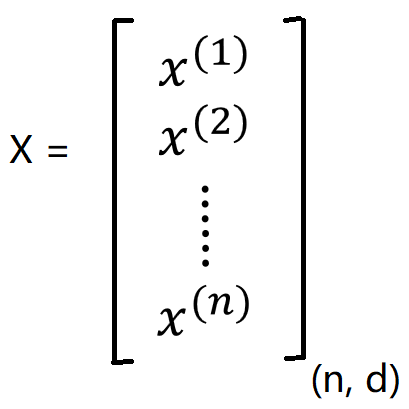 x⁽¹⁾
x⁽²⁾
X =
⋮
x⁽ⁿ⁾
(n, d)